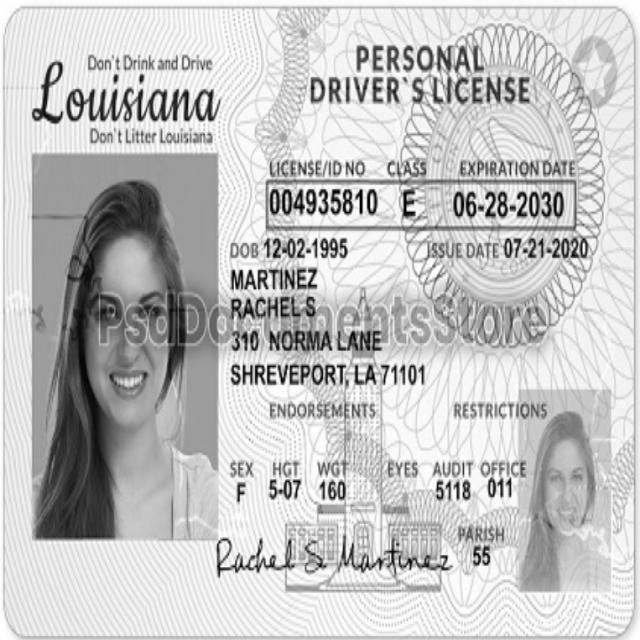 Don`t Drink and Drive
Louisiana
Don`t Litter Louisiana
PERSONAL
DRIVER`S LICENSE
LICENSE/ID NO CLASS EXPIRATION DATE
004935810 E 06-28-2030
DOB 12-02-1995 ISSUE DATE 07-21-2020
MARTINEZ
RACHEL S
PsdDocumentsStore
310 NORMA LANE
SHREVEPORT, LA 71101
ENDORSEMENTS RESTRICTIONS
SEX HGT WGT EYES AUDIT OFFICE
F 5-07 160 5118 011
PARISH
55
Rachel S. Martinez